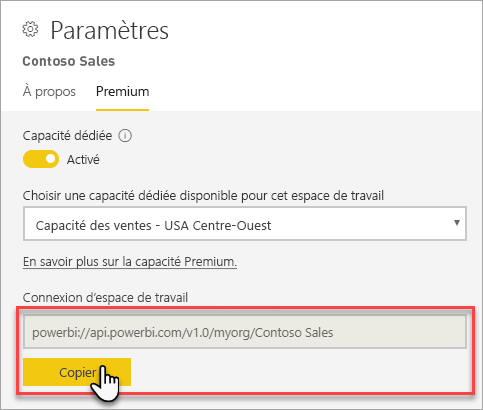 Paramètres
Contoso Sales
À propos Premium
Capacité dédiée
Activé
Choisir une capacité dédiée disponible pour cet espace de travail
Capacité des ventes - USA Centre-Ouest
En savoir plus sur la capacité Premium.
Connexion d'espace de travail
powerbi://api.powerbi.com/v1.0/myorg/Contoso Sales
Copier